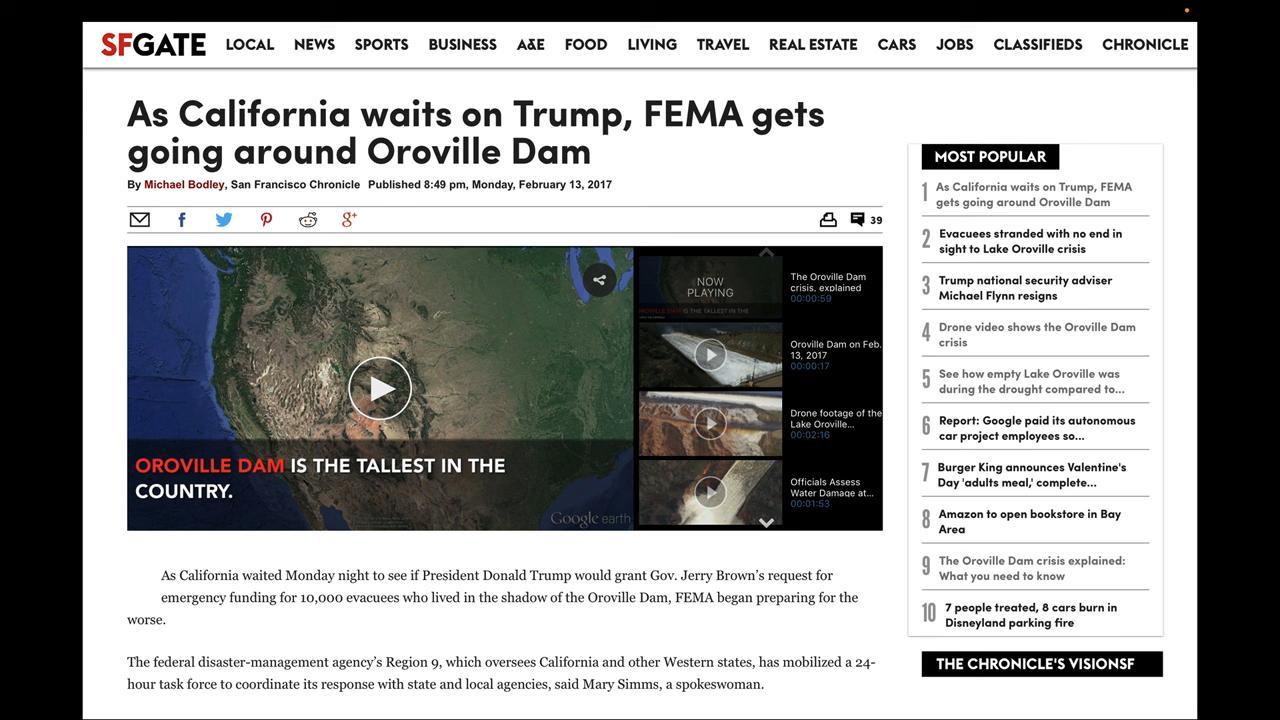 SFGATE LOCAL NEWS SPORTS BUSINESS A&E FOOD LIVING TRAVEL REAL ESTATE CARS JOBS CLASSIFIEDS CHRONICLE
As California waits on Trump, FEMA gets
going around Oroville Dam
By Michael Bodley, San Francisco Chronicle Published 8:49 pm, Monday, February 13, 2017
39
OROVILLE DAM IS THE TALLEST IN THE
COUNTRY.
Google earth
NOW
PLAYING
The Oroville Dam
crisis, explained
00:00:59
Oroville Dam on Feb.
13, 2017
00:00:17
Drone footage of the
Lake Oroville...
00:02:16
Officials Assess
Water Damage at...
00:01:53
As California waited Monday night to see if President Donald Trump would grant Gov. Jerry Brown’s request for
emergency funding for 10,000 evacuees who lived in the shadow of the Oroville Dam, FEMA began preparing for the
worse.
The federal disaster-management agency’s Region 9, which oversees California and other Western states, has mobilized a 24-
hour task force to coordinate its response with state and local agencies, said Mary Simms, a spokeswoman.
MOST POPULAR
1 As California waits on Trump, FEMA
gets going around Oroville Dam
2 Evacuees stranded with no end in
sight to Lake Oroville crisis
3 Trump national security adviser
Michael Flynn resigns
4 Drone video shows the Oroville Dam
crisis
5 See how empty Lake Oroville was
during the drought compared to...
6 Report: Google paid its autonomous
car project employees so...
7 Burger King announces Valentine's
Day 'adults meal,' complete...
8 Amazon to open bookstore in Bay
Area
9 The Oroville Dam crisis explained:
What you need to know
10 7 people treated, 8 cars burn in
Disneyland parking fire
THE CHRONICLE'S VISIONSF